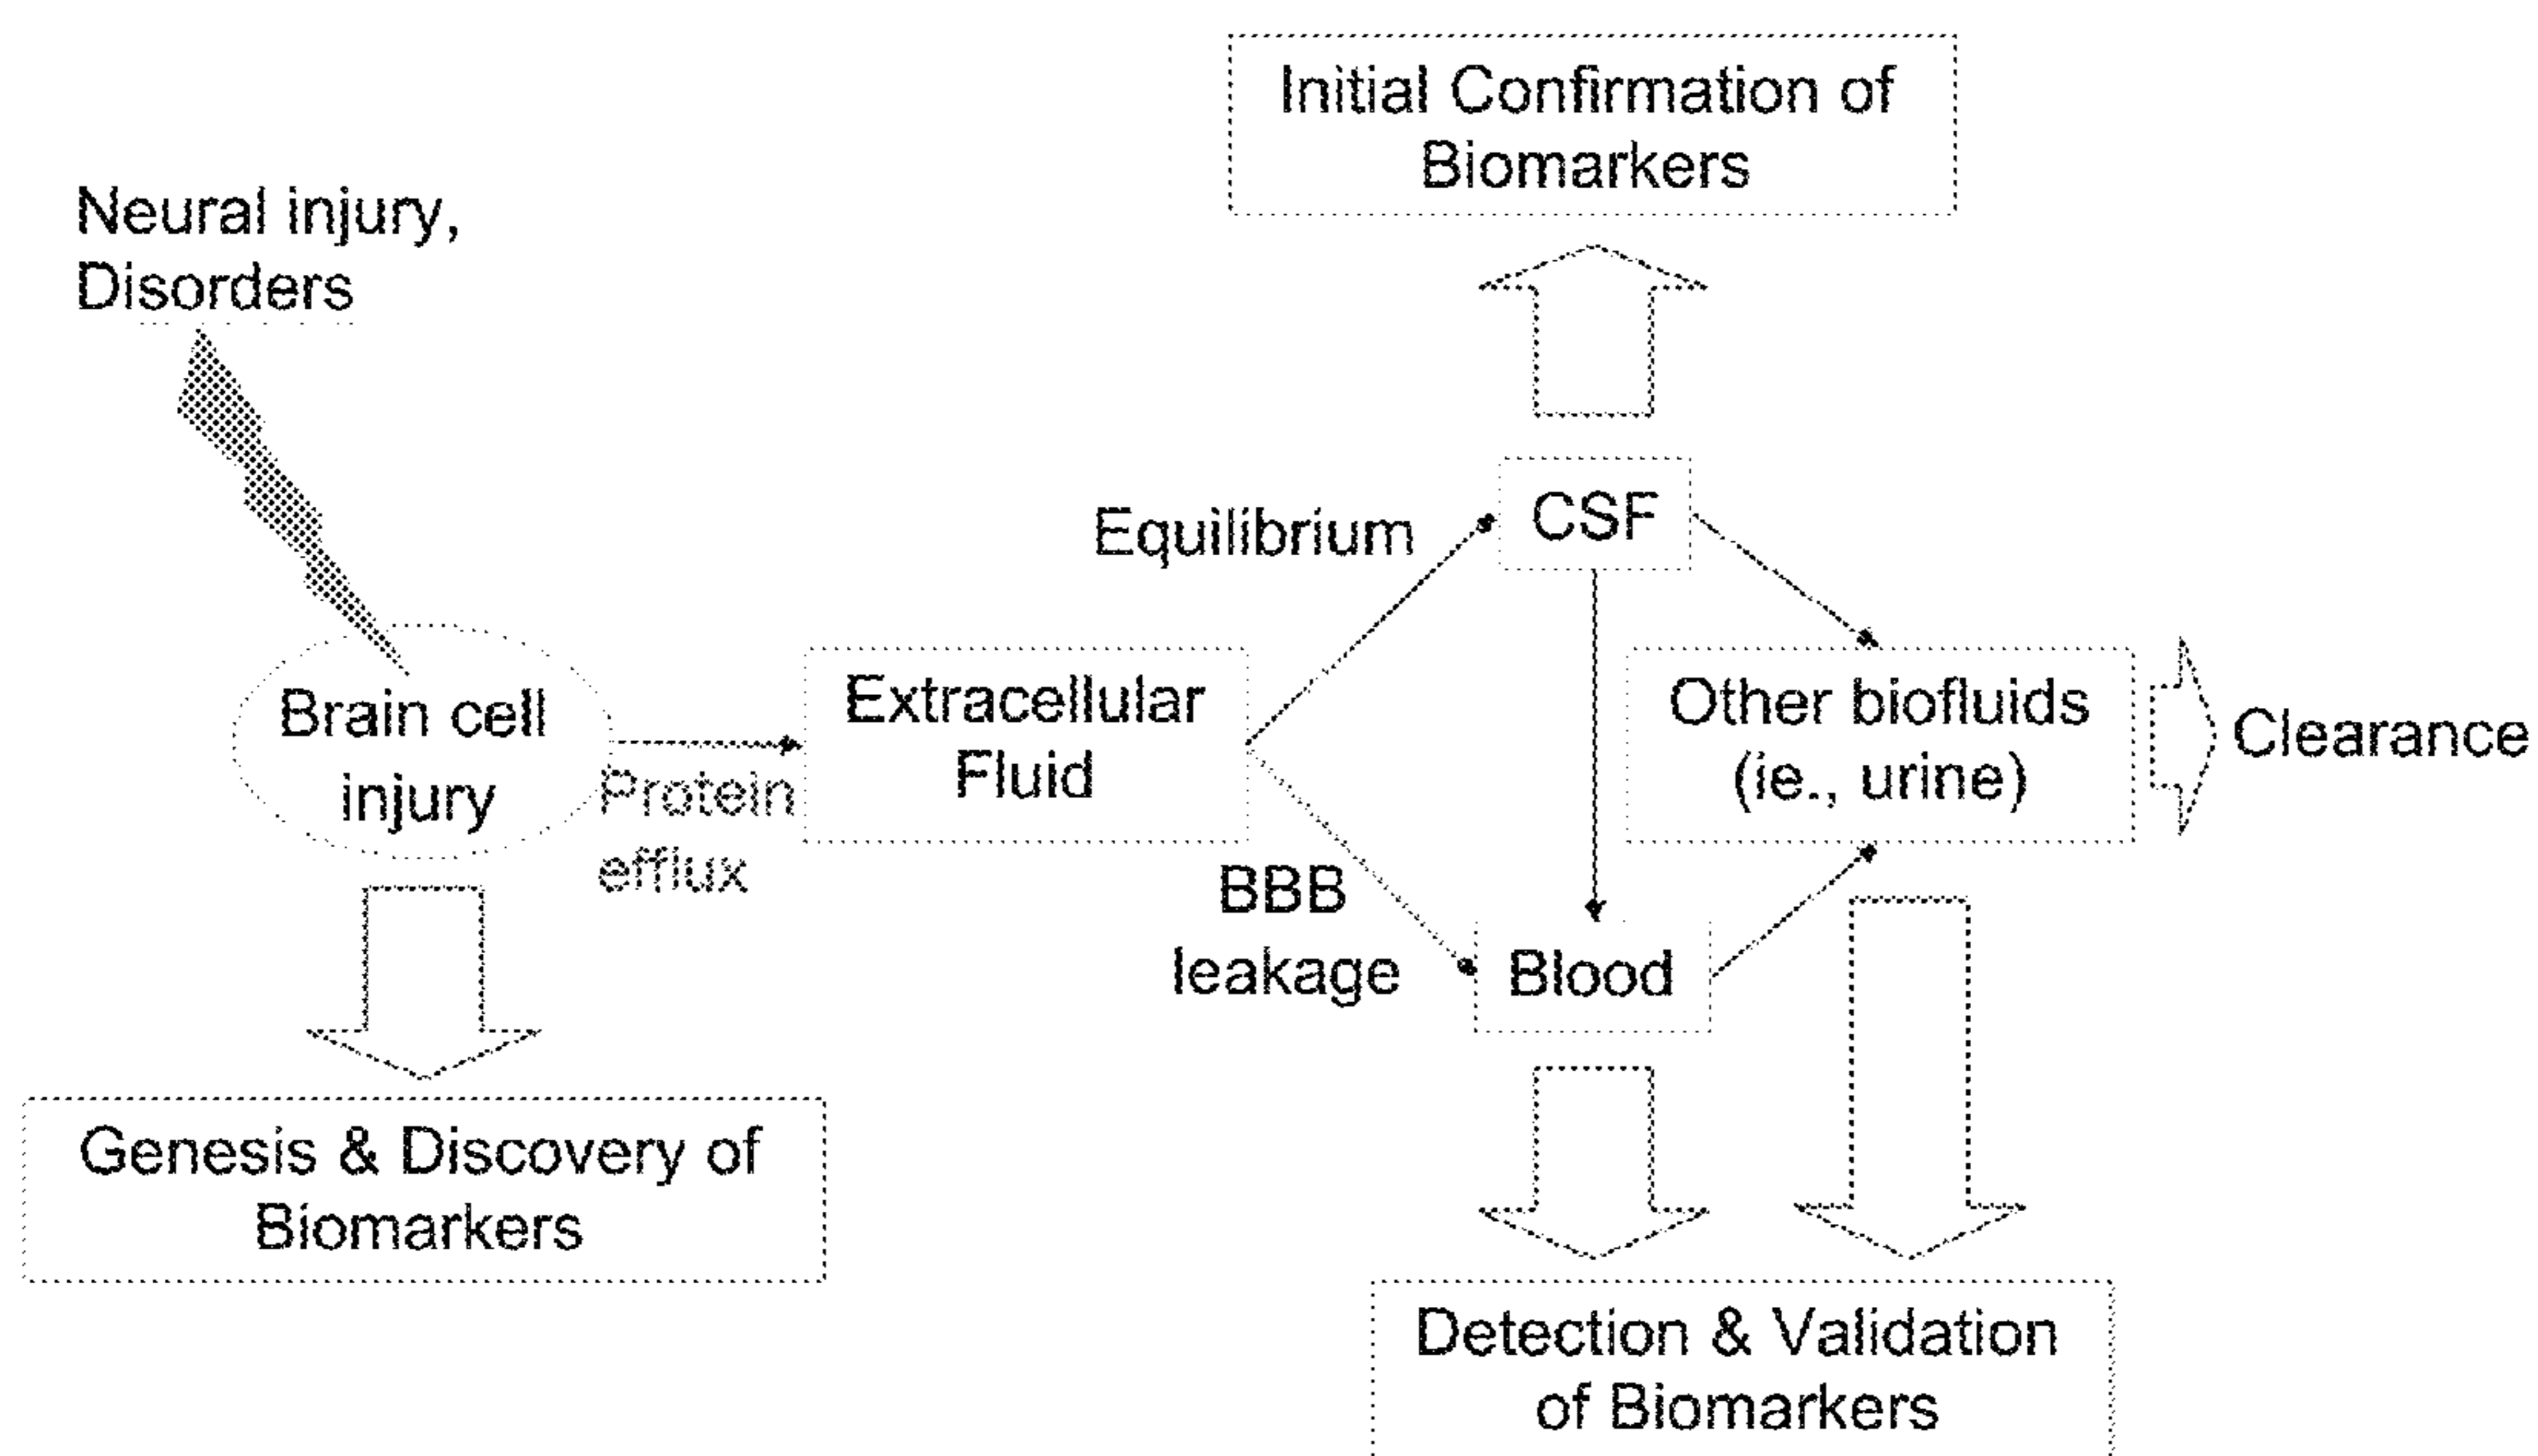 Initial Confirmation of
Biomarkers
Neural injury,
Disorders
Equilibrium
CSF
Brain cell
injury
Protein
efflux
Extracellular
Fluid
Other biofluids
(ie., urine)
Clearance
BBB
leakage
Blood
Genesis & Discovery of
Biomarkers
Detection & Validation
of Biomarkers